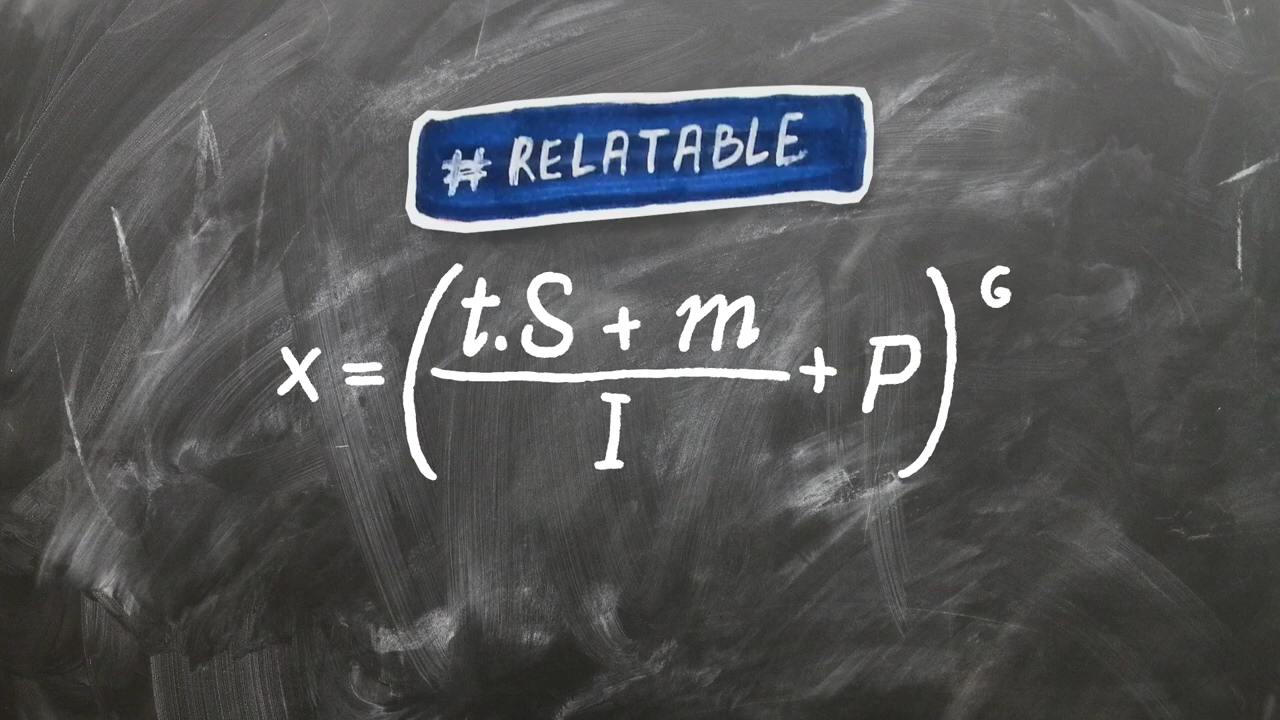 # RELATABLE
x = (t.S + m / I + P)^G